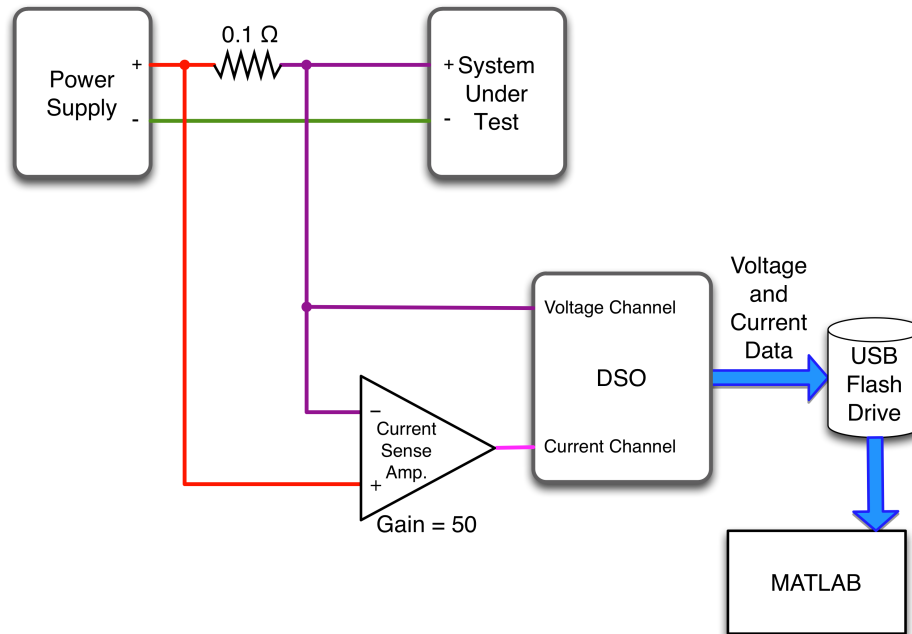 0.1 Ω
Power
Supply
+
-
+
-
System
Under
Test
Voltage Channel
DSO
Current Channel
Voltage
and
Current
Data
USB
Flash
Drive
−
Current
Sense
Amp.
+
Gain = 50
MATLAB